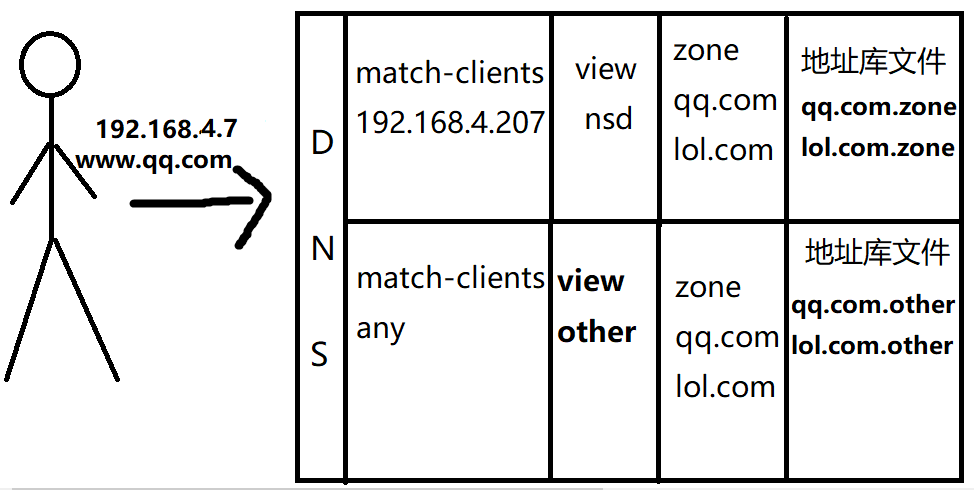 192.168.4.7
www.qq.com
D
N
S
match-clients
192.168.4.207
view
nsd
zone
qq.com
lol.com
地址库文件
qq.com.zone
lol.com.zone
match-clients
any
view
other
zone
qq.com
lol.com
地址库文件
qq.com.other
lol.com.other